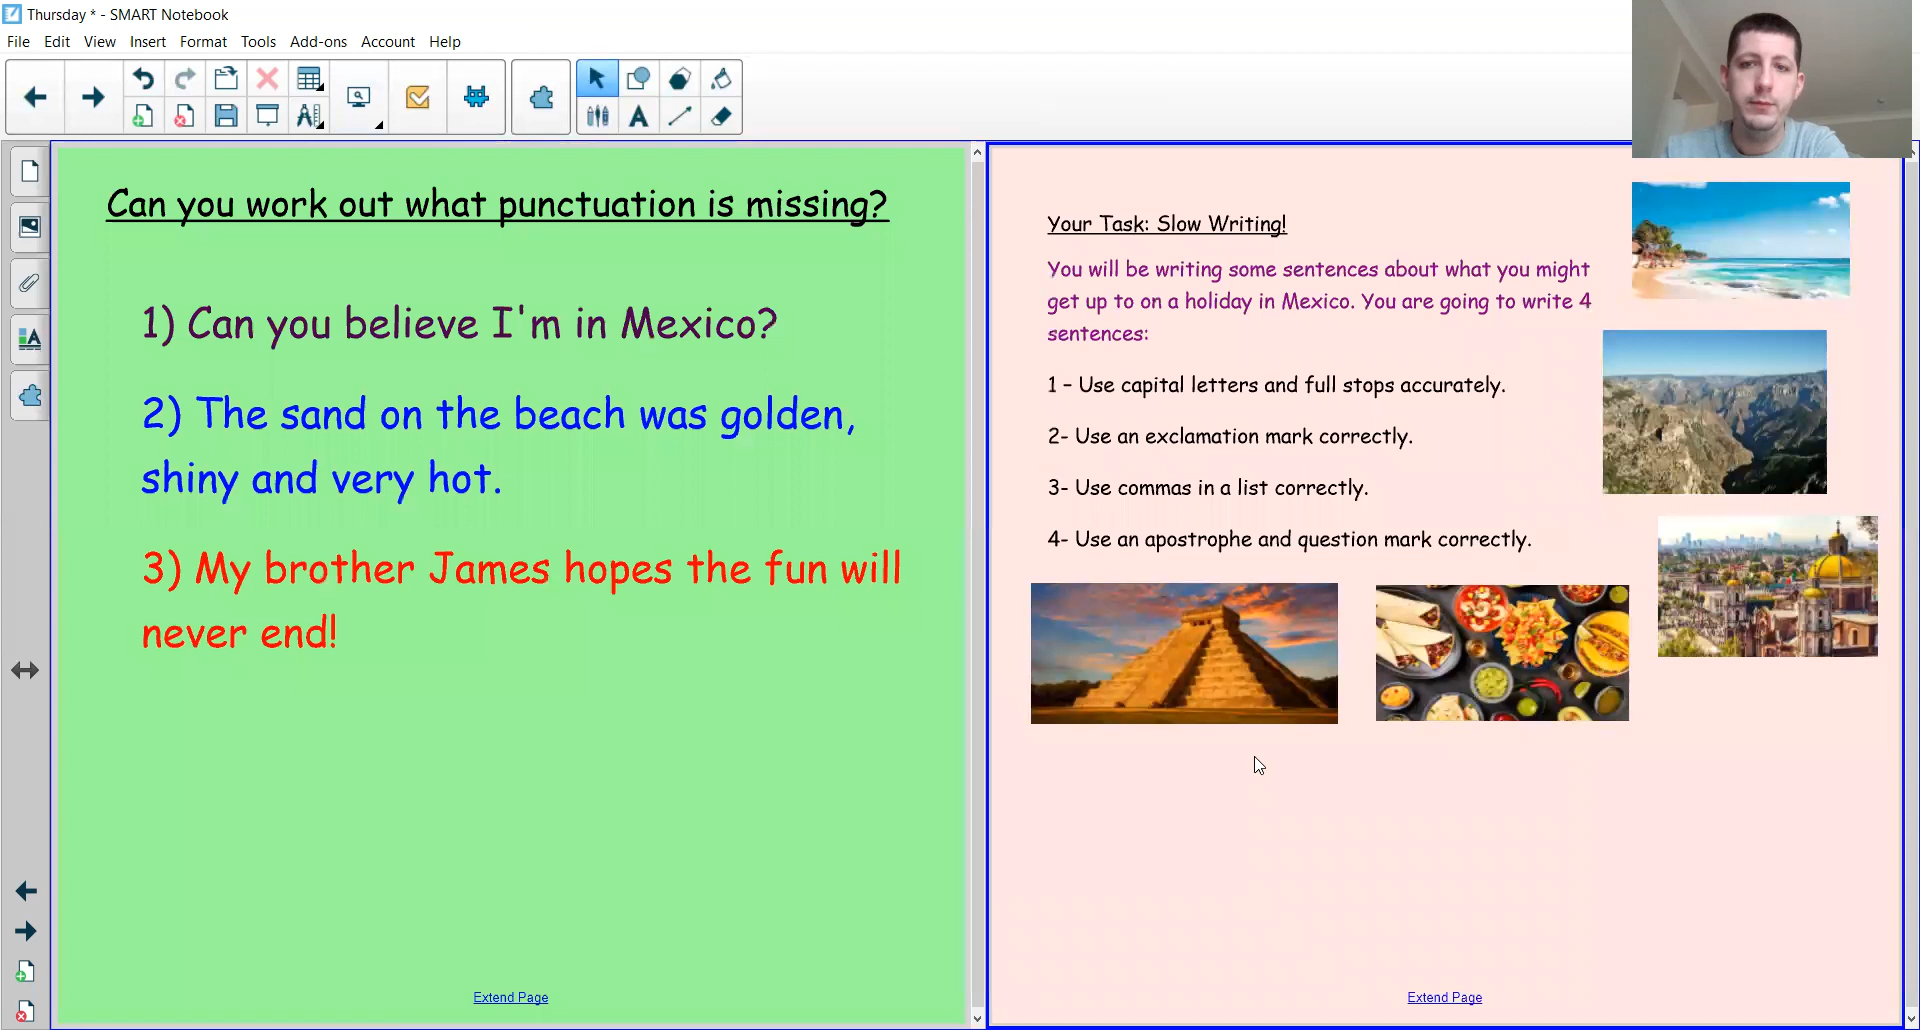 Thursday * - SMART Notebook
File Edit View Insert Format Tools Add-ons Account Help
Can you work out what punctuation is missing?
1) Can you believe I'm in Mexico?
2) The sand on the beach was golden,
shiny and very hot.
3) My brother James hopes the fun will
never end!
Extend Page
Your Task: Slow Writing!
You will be writing some sentences about what you might
get up to on a holiday in Mexico. You are going to write 4
sentences:
1 – Use capital letters and full stops accurately.
2- Use an exclamation mark correctly.
3- Use commas in a list correctly.
4- Use an apostrophe and question mark correctly.
Extend Page